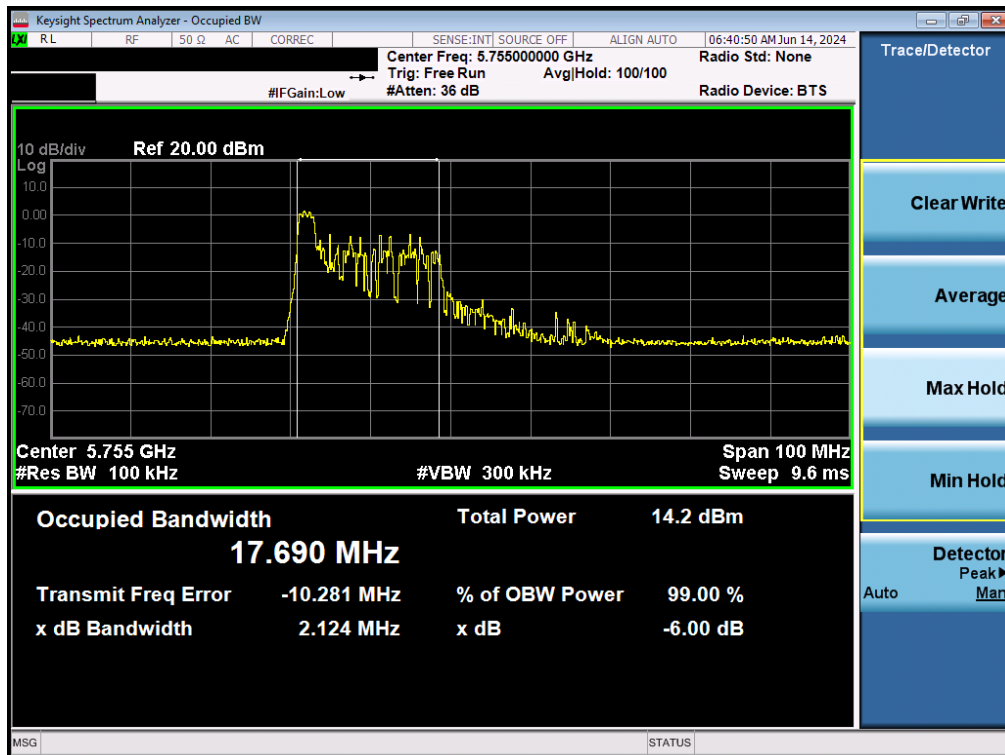 Keysight Spectrum Analyzer - Occupied BW
LXI RL RF 50 Ω AC CORREC SENSE:INT SOURCE OFF ALIGN AUTO 06:40:50 AM Jun 14, 2024
Center Freq: 5.755000000 GHz Radio Std: None
Trig: Free Run Avg|Hold: 100/100
#IFGain:Low #Atten: 36 dB Radio Device: BTS
Trace/Detector
10 dB/div Ref 20.00 dBm
Log
10.0
0.00
-10.0
-20.0
-30.0
-40.0
-50.0
-60.0
-70.0
Center 5.755 GHz Span 100 MHz
#Res BW 100 kHz #VBW 300 kHz Sweep 9.6 ms
Occupied Bandwidth Total Power 14.2 dBm
17.690 MHz
Transmit Freq Error -10.281 MHz % of OBW Power 99.00 %
x dB Bandwidth 2.124 MHz x dB -6.00 dB
Clear Write
Average
Max Hold
Min Hold
Detector
Peak▶
Auto Man
MSG STATUS